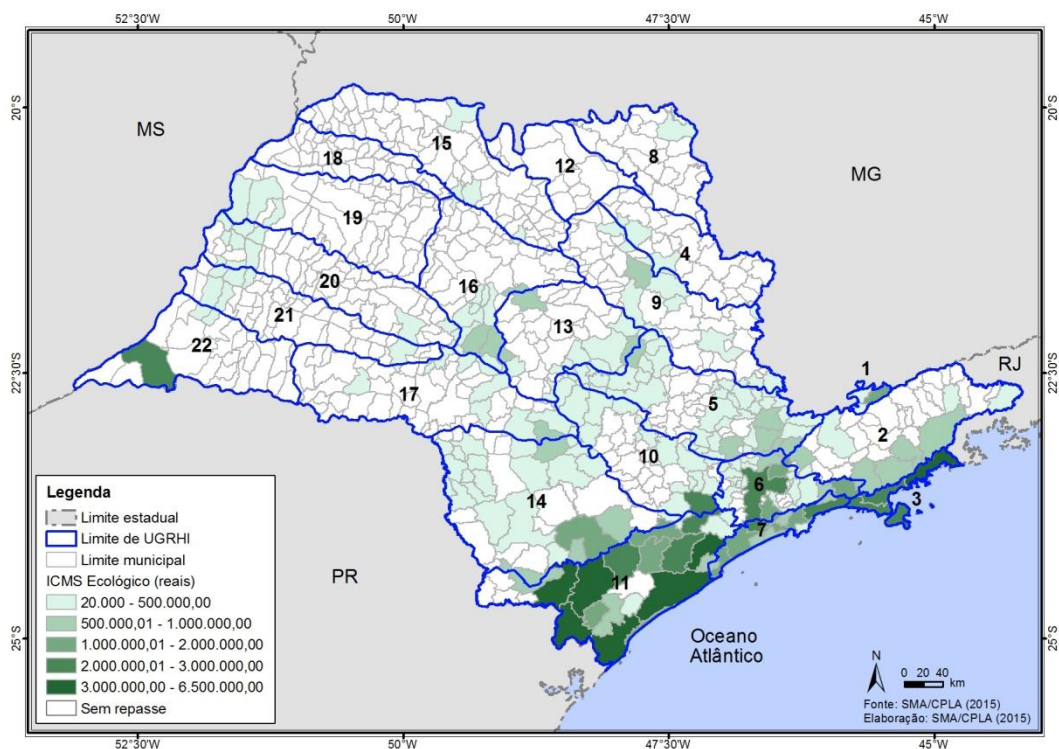 52°30'W 50°W 47°30'W 45°W
20°S 20°S
MS
MG
15
18
12
8
19
4
16
20
9
21
13
22
22°30'S 22°30'S
1
RJ
17
5
2
10
6
3
14
7
11
PR
25°S 25°S
Oceano
Atlântico
Legenda
Limite estadual
Limite de UGRHI
Limite municipal
ICMS Ecológico (reais)
20.000 - 500.000,00
500.000,01 - 1.000.000,00
1.000.000,01 - 2.000.000,00
2.000.000,01 - 3.000.000,00
3.000.000,00 - 6.500.000,00
Sem repasse
N
0 20 40
km
Fonte: SMA/CPLA (2015)
Elaboração: SMA/CPLA (2015)
52°30'W 50°W 47°30'W 45°W